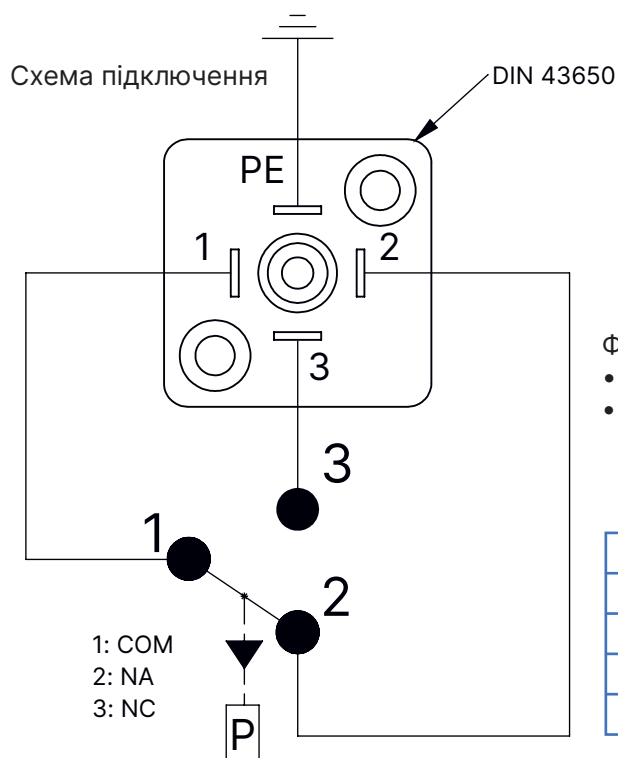 Схема підключення
DIN 43650
PE
1
2
3
Ф
•
•
3
1
2
1: COM
2: NA
3: NC
P